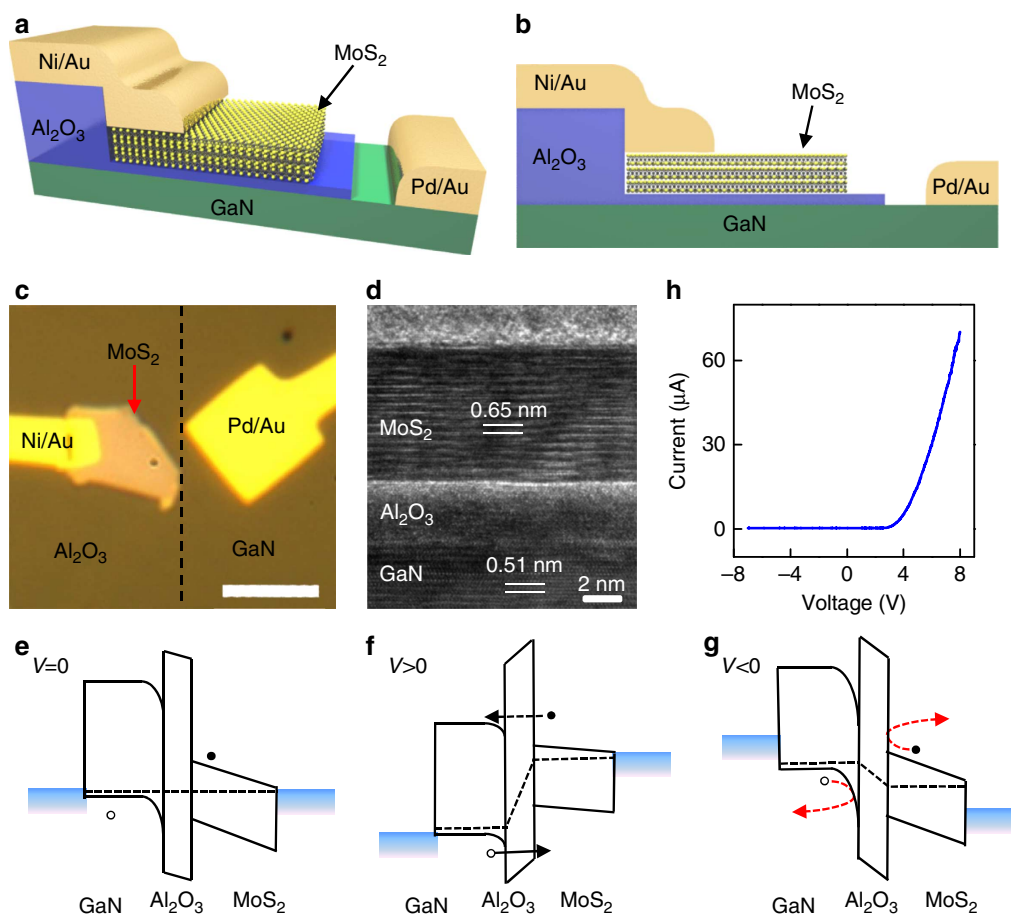 a
MoS₂
Ni/Au
Al₂O₃
Pd/Au
GaN
b
Ni/Au
MoS₂
Al₂O₃
Pd/Au
GaN
c
MoS₂
Ni/Au
Pd/Au
Al₂O₃
GaN
d
0.65 nm
MoS₂
Al₂O₃
0.51 nm
GaN
2 nm
h
60
30
0
Current (μA)
−8 −4 0 4 8
Voltage (V)
e
V=0
GaN Al₂O₃ MoS₂
f
V>0
GaN Al₂O₃ MoS₂
g
V<0
GaN Al₂O₃ MoS₂